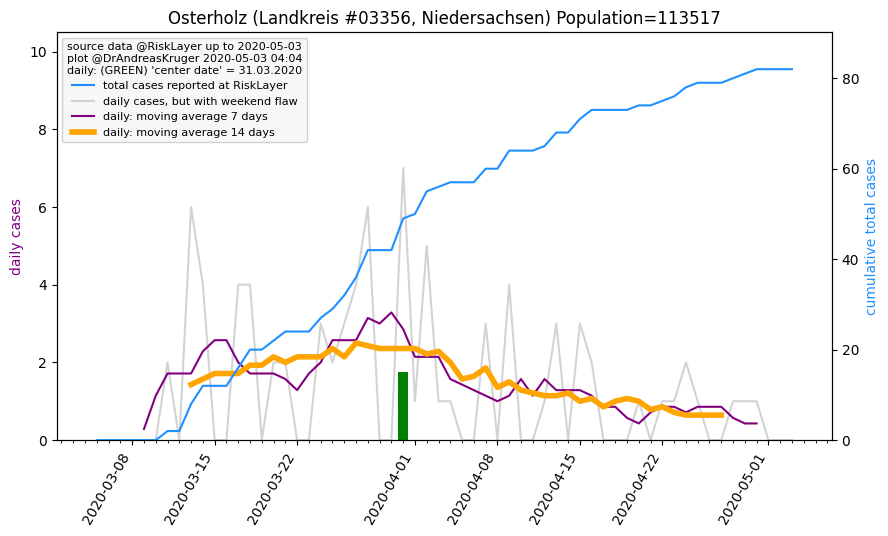 Osterholz (Landkreis #03356, Niedersachsen) Population=113517
source data @RiskLayer up to 2020-05-03
plot @DrAndreasKruger 2020-05-03 04:04
daily: (GREEN) 'center date' = 31.03.2020
total cases reported at RiskLayer
daily cases, but with weekend flaw
daily: moving average 7 days
daily: moving average 14 days
daily cases
10
8
6
4
2
0
cumulative total cases
80
60
40
20
0
2020-03-08
2020-03-15
2020-03-22
2020-04-01
2020-04-08
2020-04-15
2020-04-22
2020-05-01